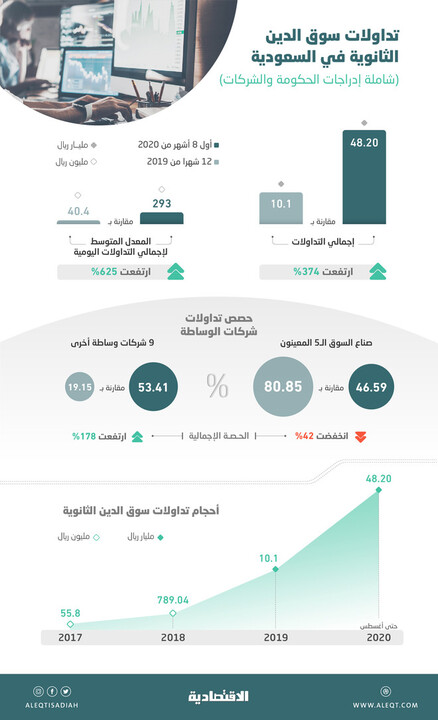 تداولات سوق الدين
الثانوية في السعودية
(شاملة إدراجات الحكومة والشركات)
أول 8 أشهر من 2020
12 شهرا من 2019
مليار ريال
مليون ريال
48.20
10.1
مقارنة بـ
إجمالي التداولات
ارتفعت 374%
293
40.4
مقارنة بـ
المعدل المتوسط
لإجمالي التداولات اليومية
ارتفعت 625%
حصص تداولات
شركات الوساطة
صناع السوق الـ5 المعينون
9 شركات وساطة أخرى
46.59
مقارنة بـ
80.85
%
53.41
مقارنة بـ
19.15
انخفضت 42%
الحصة الإجمالية
ارتفعت 178%
أحجام تداولات سوق الدين الثانوية
مليار ريال
مليون ريال
48.20
10.1
789.04
55.8
حتى أغسطس
2017
2018
2019
2020
ALEQTISADIAH
الاقتصادية
WWW.ALEQT.COM